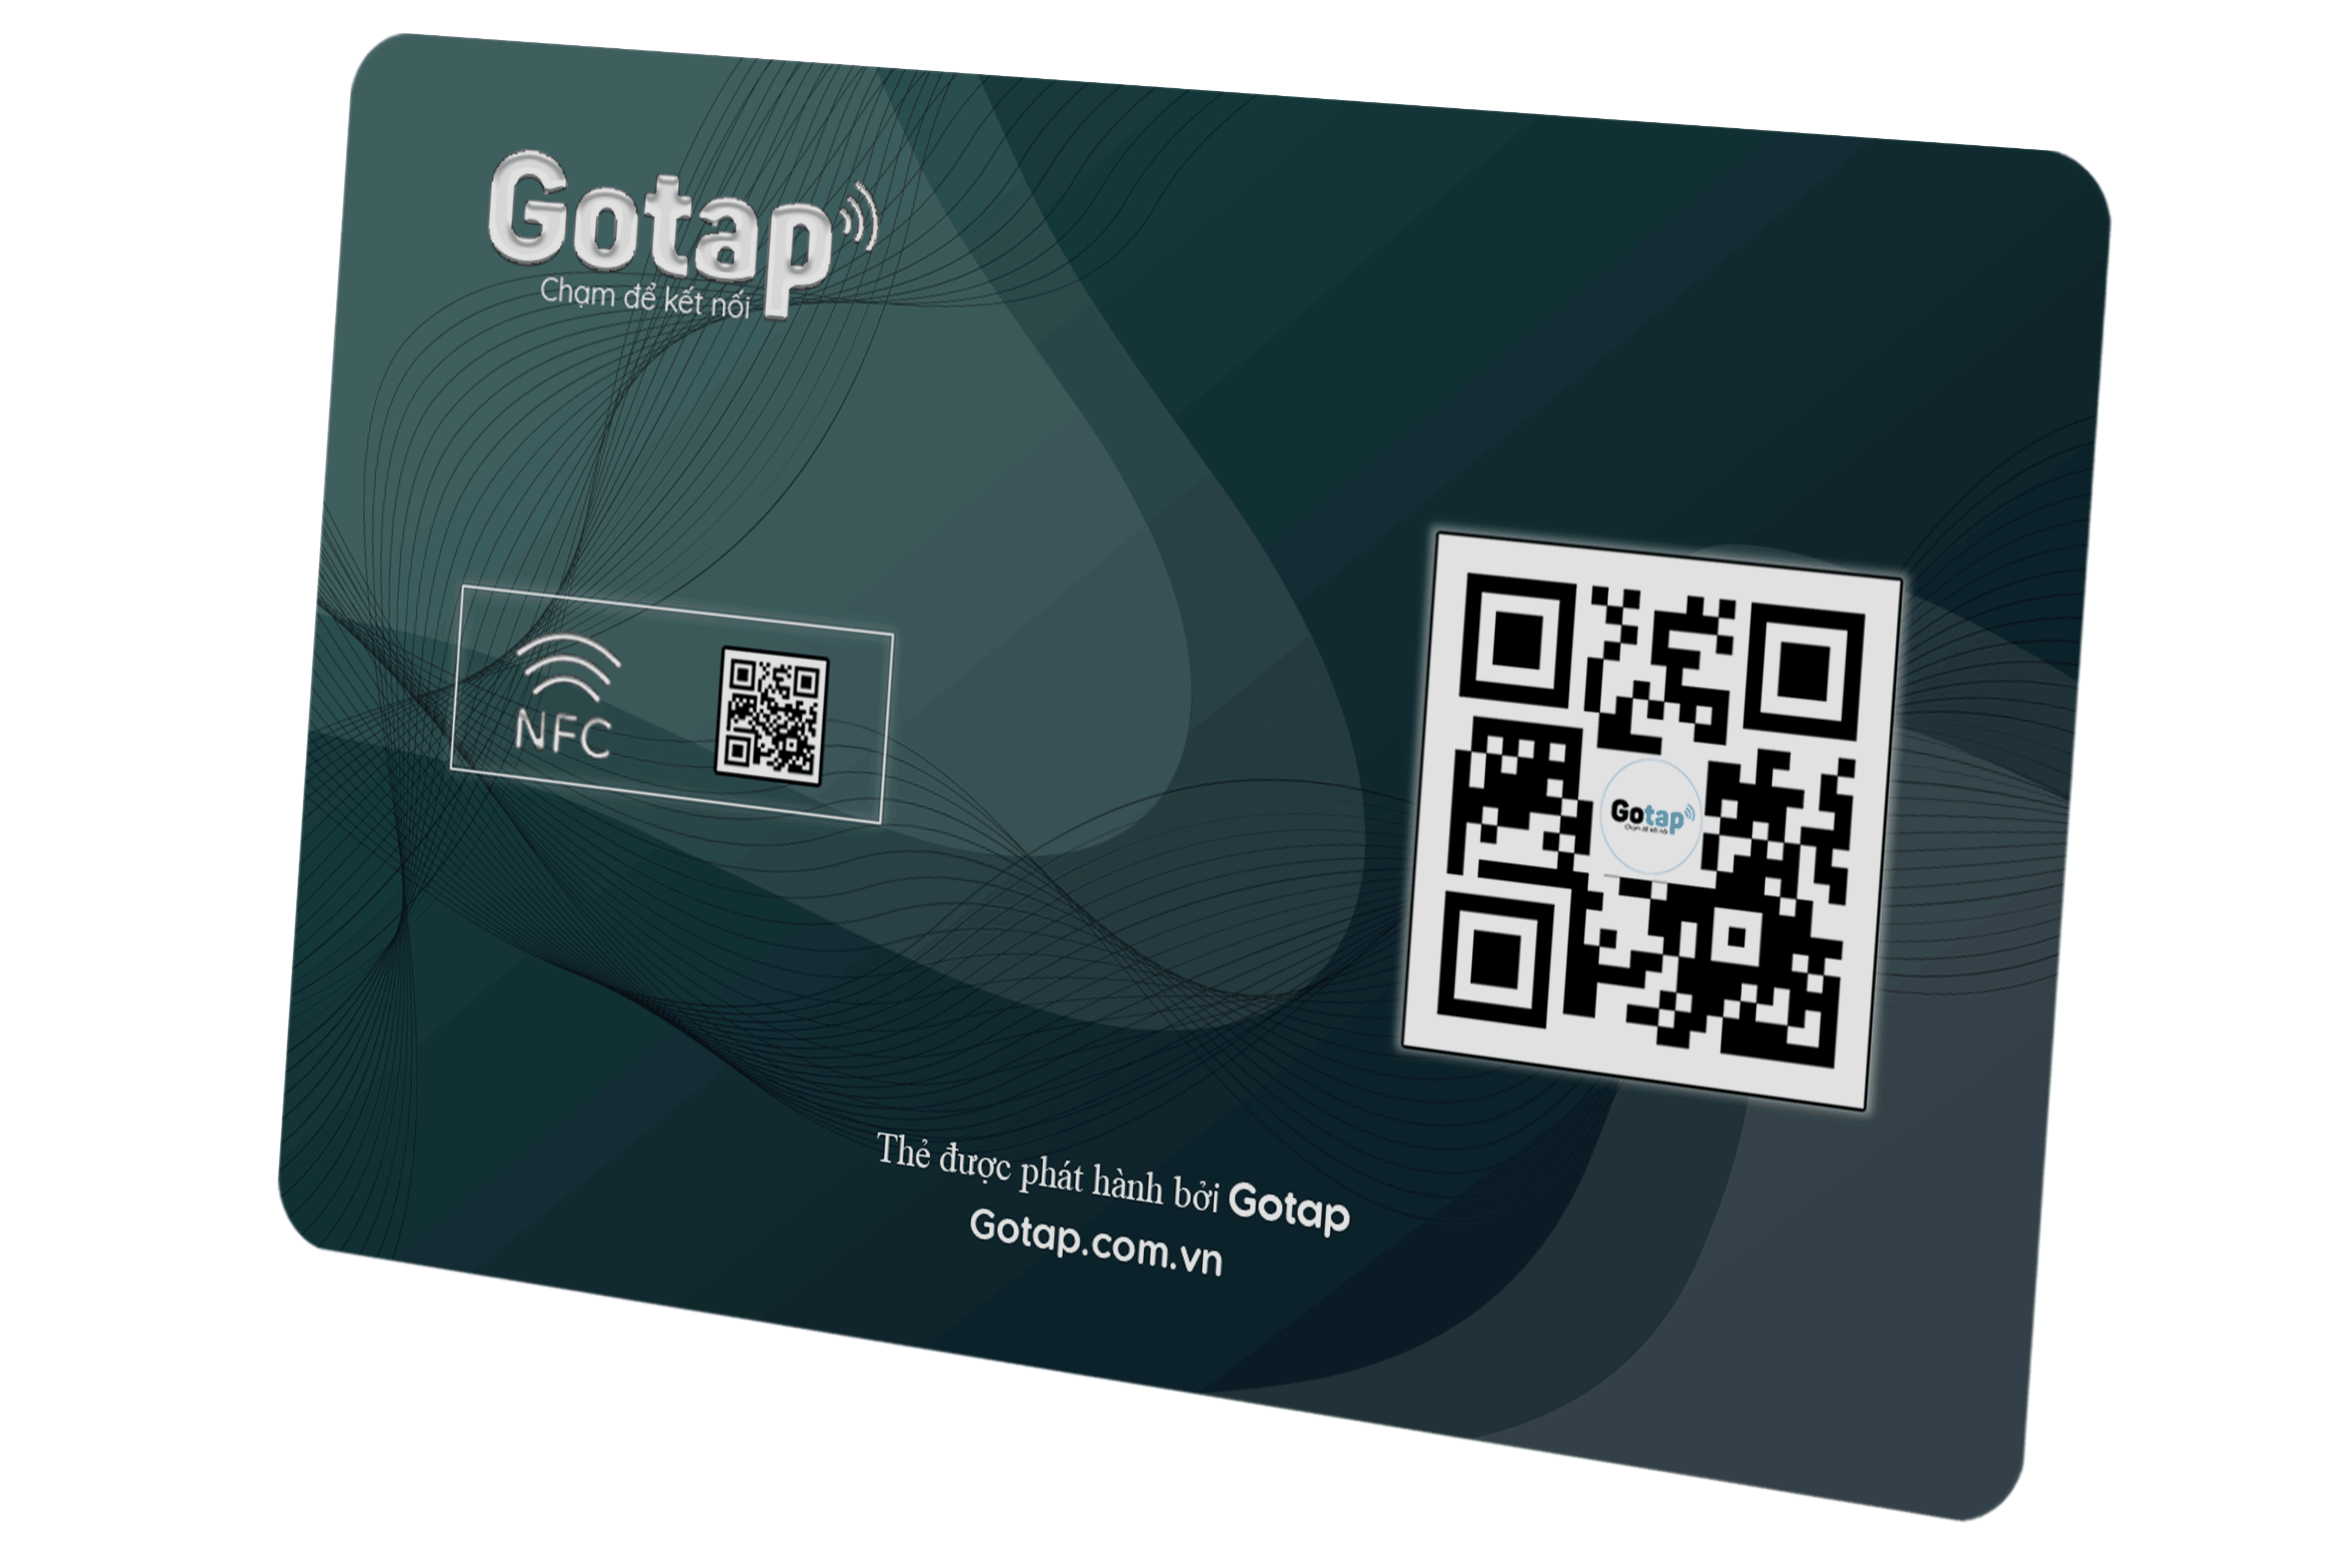 Gotap
Chạm để kết nối
NFC
Gotap
Chạm để kết nối
Thẻ được phát hành bởi Gotap
Gotap.com.vn